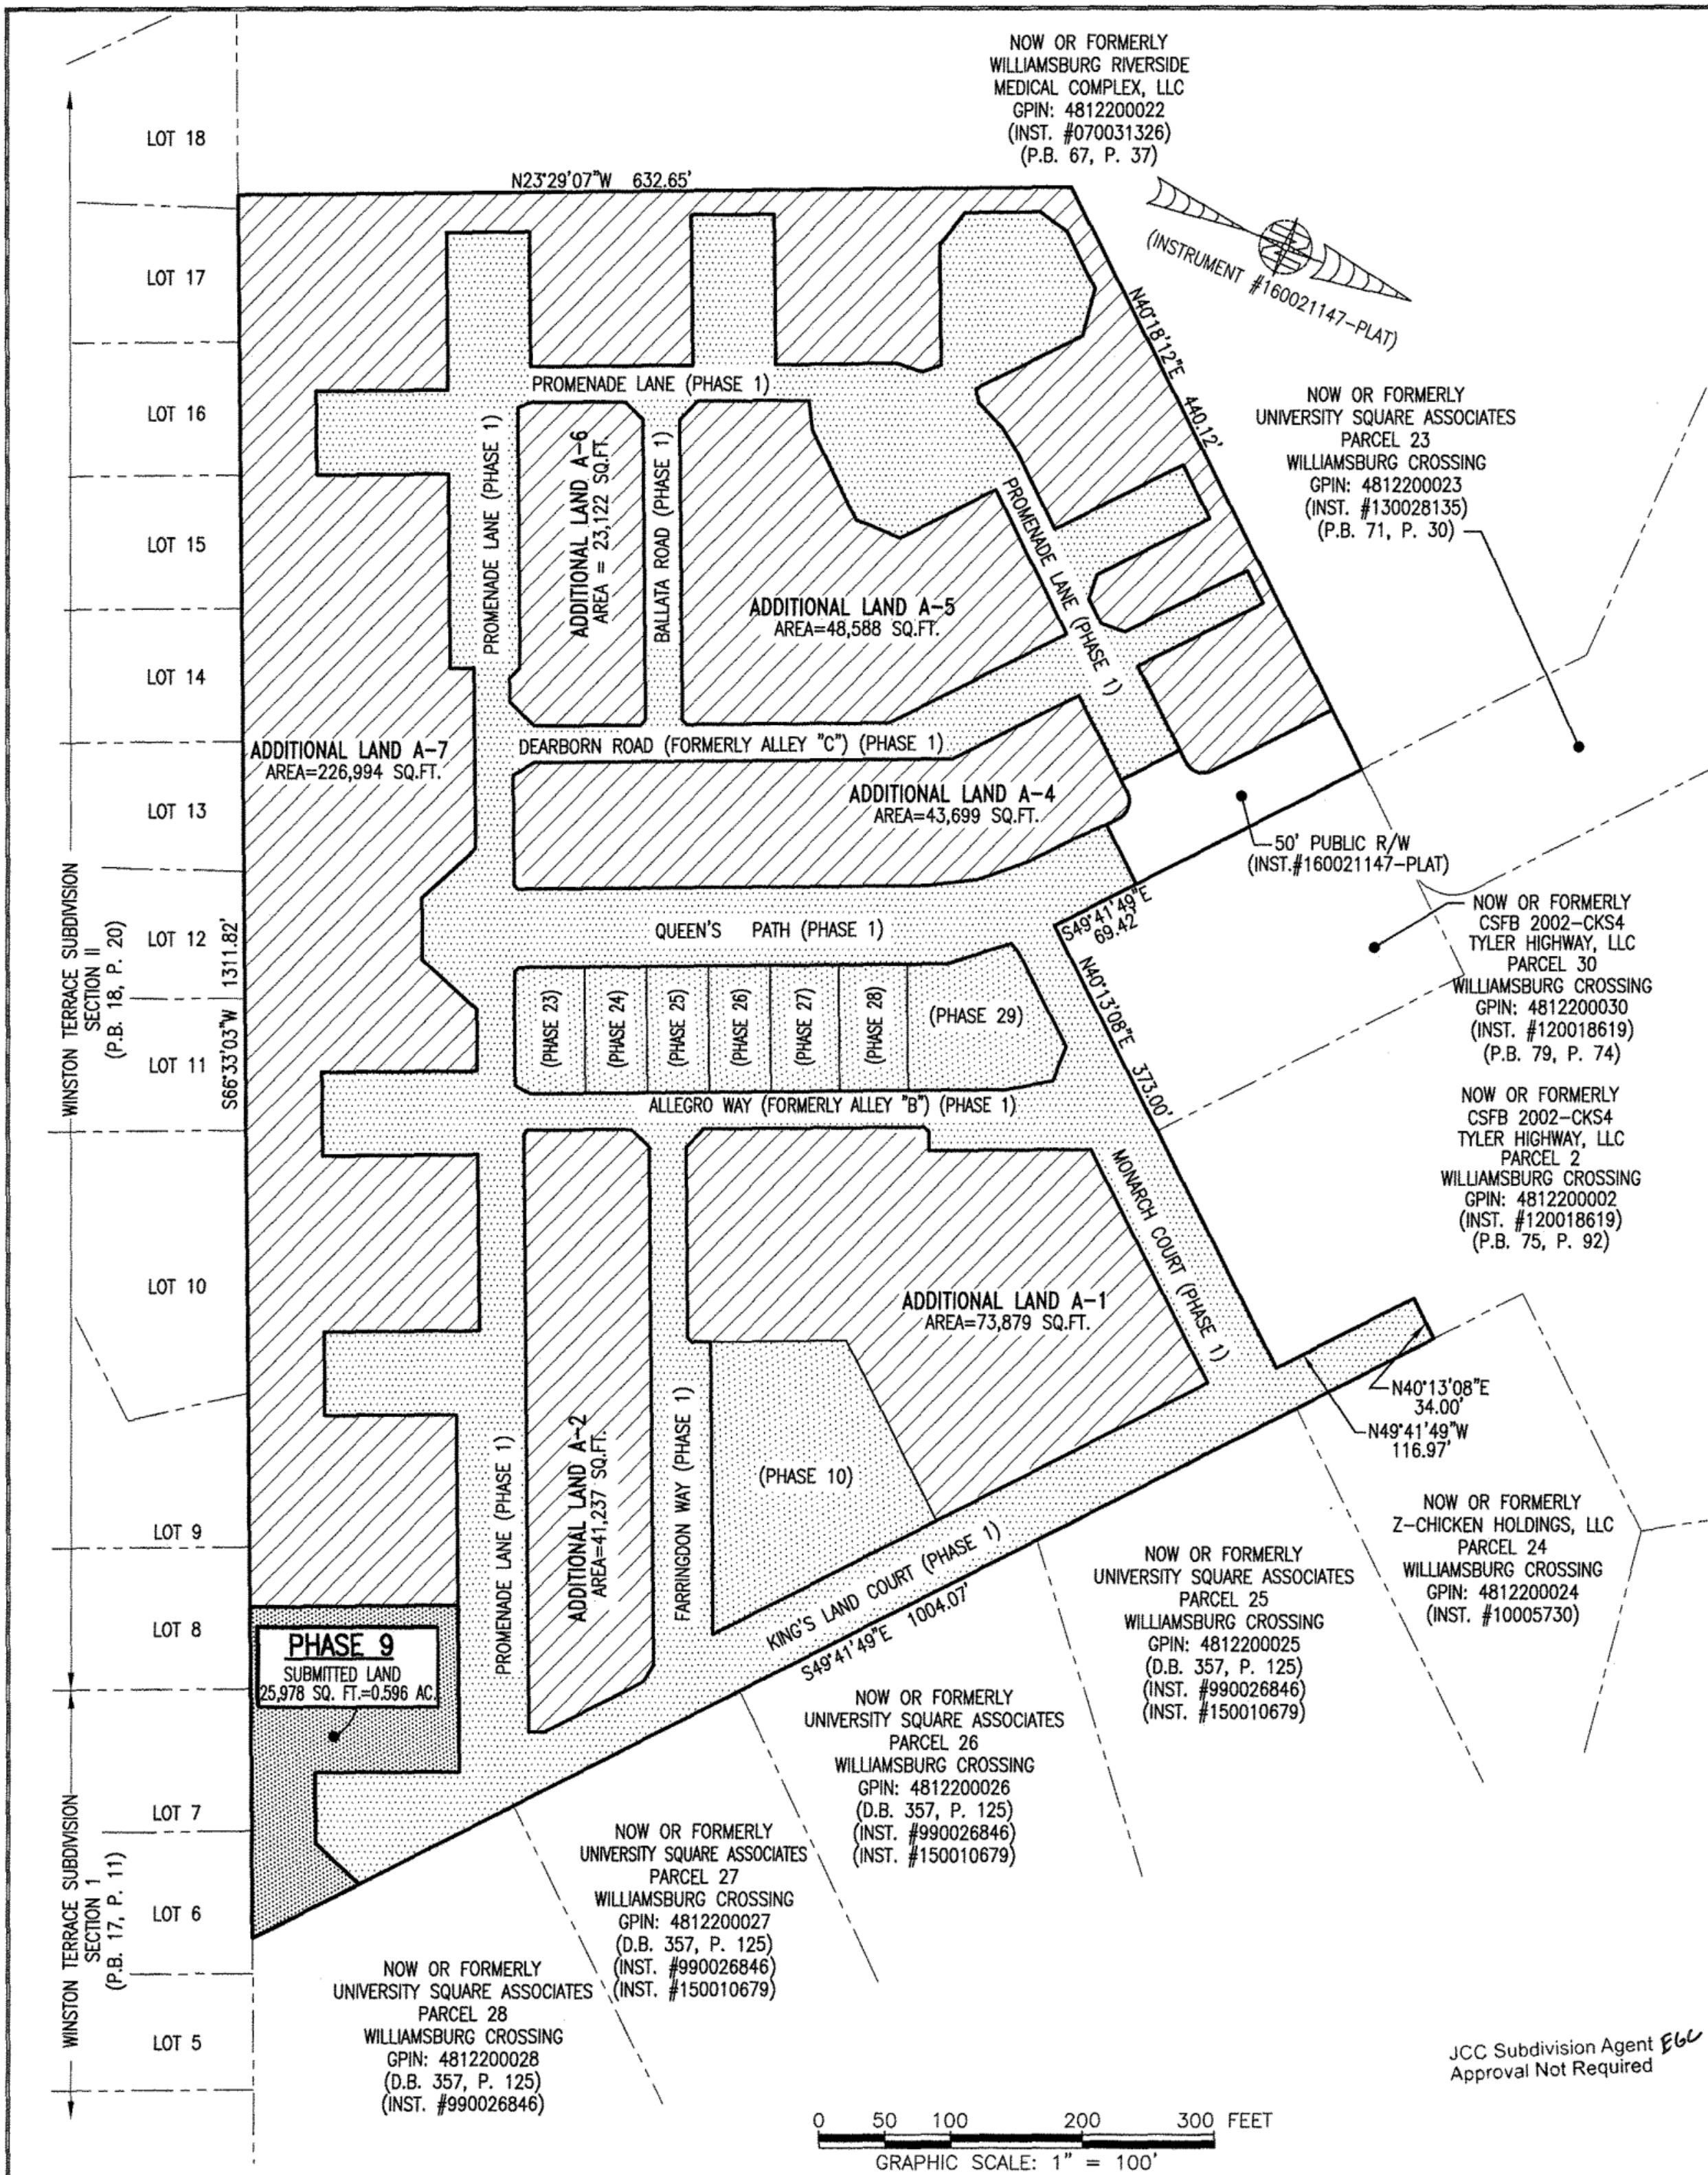 NOW OR FORMERLY
WILLIAMSBURG RIVERSIDE
MEDICAL COMPLEX, LLC
GPIN: 4812200022
(INST. #070031326)
(P.B. 67, P. 37)
N23°29'07"W 632.65'
(INSTRUMENT #160021147-PLAT)
N40°18'12"E 440.12'
NOW OR FORMERLY
UNIVERSITY SQUARE ASSOCIATES
PARCEL 23
WILLIAMSBURG CROSSING
GPIN: 4812200023
(INST. #130028135)
(P.B. 71, P. 30)
LOT 18
LOT 17
LOT 16
LOT 15
LOT 14
LOT 13
LOT 12
LOT 11
LOT 10
LOT 9
LOT 8
LOT 7
LOT 6
LOT 5
WINSTON TERRACE SUBDIVISION
SECTION II
(P.B. 18, P. 20)
S66°33'03"W 1311.82'
WINSTON TERRACE SUBDIVISION
SECTION 1
(P.B. 17, P. 11)
PROMENADE LANE (PHASE 1)
PROMENADE LANE (PHASE 1)
ADDITIONAL LAND A-6
AREA = 23,122 SQ.FT.
BALLATA ROAD (PHASE 1)
ADDITIONAL LAND A-5
AREA=48,588 SQ.FT.
PROMENADE LANE (PHASE 1)
ADDITIONAL LAND A-7
AREA=226,994 SQ.FT.
DEARBORN ROAD (FORMERLY ALLEY "C") (PHASE 1)
ADDITIONAL LAND A-4
AREA=43,699 SQ.FT.
50' PUBLIC R/W
(INST.#160021147-PLAT)
QUEEN'S PATH (PHASE 1)
S49°41'49"E
69.42'
N40°13'08"E 373.00'
NOW OR FORMERLY
CSFB 2002-CKS4
TYLER HIGHWAY, LLC
PARCEL 30
WILLIAMSBURG CROSSING
GPIN: 4812200030
(INST. #120018619)
(P.B. 79, P. 74)
(PHASE 23)
(PHASE 24)
(PHASE 25)
(PHASE 26)
(PHASE 27)
(PHASE 28)
(PHASE 29)
ALLEGRO WAY (FORMERLY ALLEY "B") (PHASE 1)
NOW OR FORMERLY
CSFB 2002-CKS4
TYLER HIGHWAY, LLC
PARCEL 2
WILLIAMSBURG CROSSING
GPIN: 4812200002
(INST. #120018619)
(P.B. 75, P. 92)
MONARCH COURT (PHASE 1)
ADDITIONAL LAND A-1
AREA=73,879 SQ.FT.
N40°13'08"E
34.00'
N49°41'49"W
116.97'
PROMENADE LANE (PHASE 1)
ADDITIONAL LAND A-2
AREA=41,237 SQ.FT.
FARRINGDON WAY (PHASE 1)
(PHASE 10)
KING'S LAND COURT (PHASE 1)
S49°41'49"E 1004.07'
NOW OR FORMERLY
Z-CHICKEN HOLDINGS, LLC
PARCEL 24
WILLIAMSBURG CROSSING
GPIN: 4812200024
(INST. #10005730)
NOW OR FORMERLY
UNIVERSITY SQUARE ASSOCIATES
PARCEL 25
WILLIAMSBURG CROSSING
GPIN: 4812200025
(D.B. 357, P. 125)
(INST. #990026846)
(INST. #150010679)
PHASE 9
SUBMITTED LAND
25,978 SQ. FT.=0.596 AC.
NOW OR FORMERLY
UNIVERSITY SQUARE ASSOCIATES
PARCEL 26
WILLIAMSBURG CROSSING
GPIN: 4812200026
(D.B. 357, P. 125)
(INST. #990026846)
(INST. #150010679)
NOW OR FORMERLY
UNIVERSITY SQUARE ASSOCIATES
PARCEL 27
WILLIAMSBURG CROSSING
GPIN: 4812200027
(D.B. 357, P. 125)
(INST. #990026846)
(INST. #150010679)
NOW OR FORMERLY
UNIVERSITY SQUARE ASSOCIATES
PARCEL 28
WILLIAMSBURG CROSSING
GPIN: 4812200028
(D.B. 357, P. 125)
(INST. #990026846)
JCC Subdivision Agent EGC
Approval Not Required
0 50 100 200 300 FEET
GRAPHIC SCALE: 1" = 100'